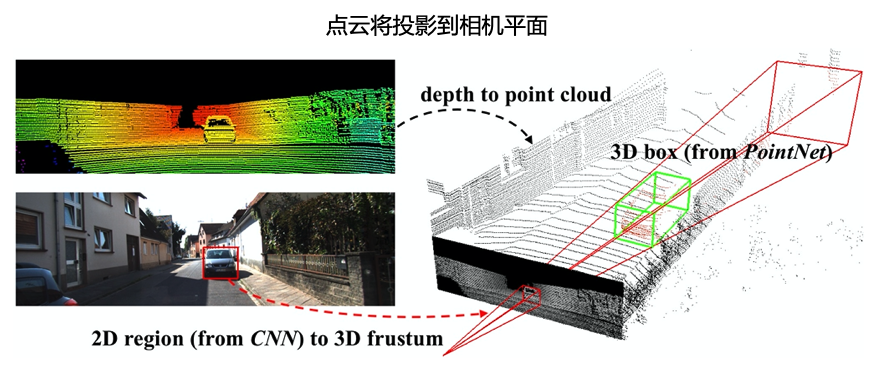 点云将投影到相机平面
depth to point cloud
3D box (from PointNet)
2D region (from CNN) to 3D frustum